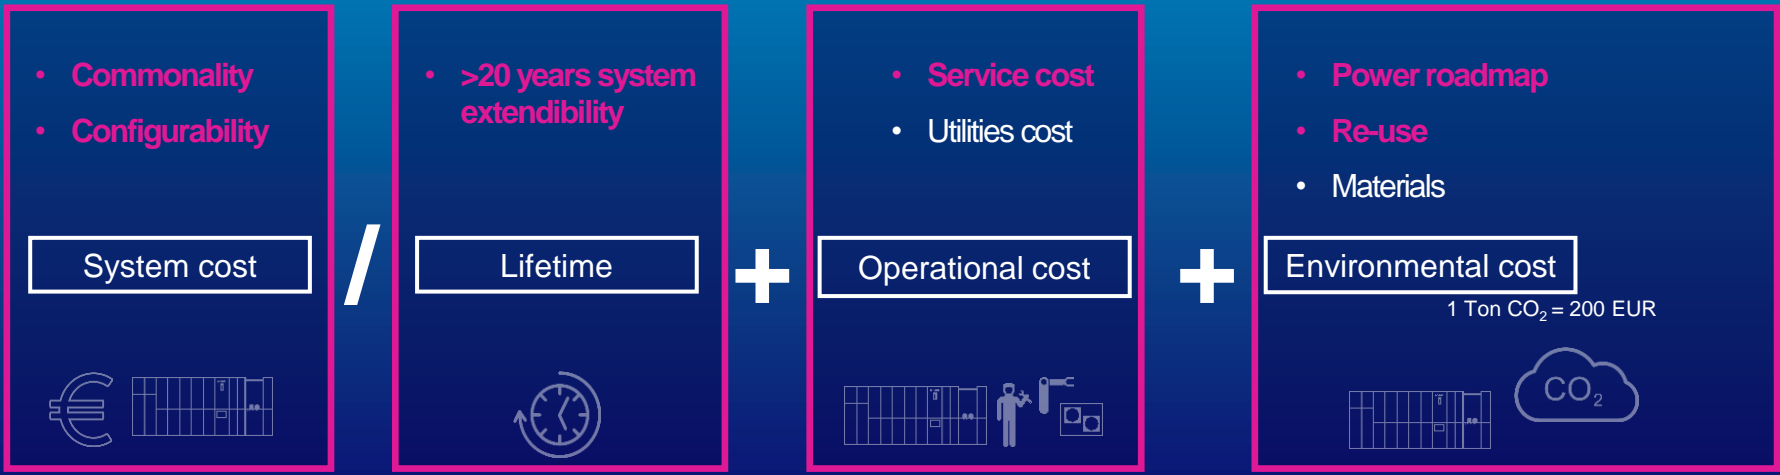 • Commonality
• Configurability
System cost
/
• >20 years system
extendibility
Lifetime
+
• Service cost
• Utilities cost
Operational cost
+
• Power roadmap
• Re-use
• Materials
Environmental cost
1 Ton CO₂ = 200 EUR
€
CO₂